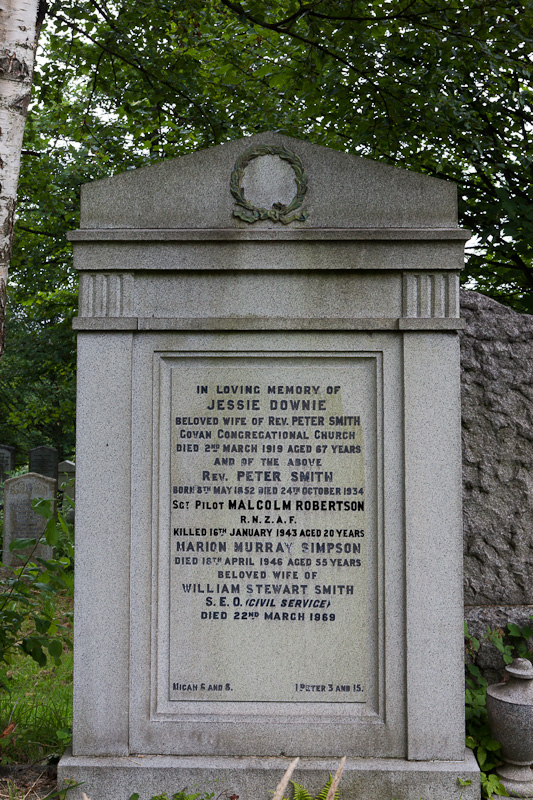 IN LOVING MEMORY OF
JESSIE DOWNIE
BELOVED WIFE OF REV. PETER SMITH
GOVAN CONGREGATIONAL CHURCH
DIED 2ND MARCH 1919 AGED 67 YEARS
AND OF THE ABOVE
REV. PETER SMITH
BORN 8TH MAY 1852 DIED 24TH OCTOBER 1934
SGT PILOT MALCOLM ROBERTSON
R.N.Z.A.F.
KILLED 16TH JANUARY 1943 AGED 20 YEARS
MARION MURRAY SIMPSON
DIED 18TH APRIL 1946 AGED 55 YEARS
BELOVED WIFE OF
WILLIAM STEWART SMITH
S.E.O. (CIVIL SERVICE)
DIED 22ND MARCH 1969
MICAH 6 AND 8. 1 PETER 3 AND 15.